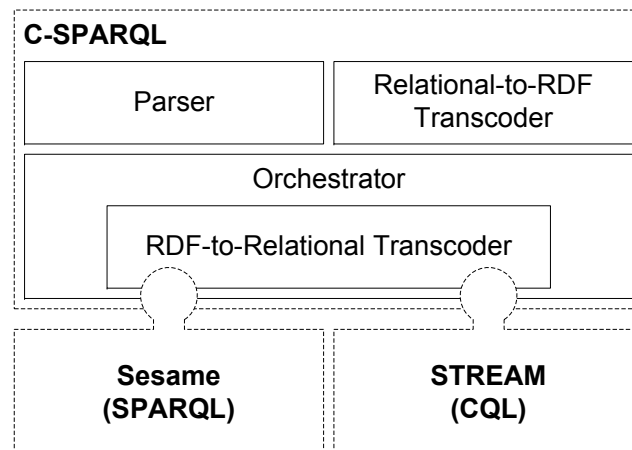 C-SPARQL
Parser
Relational-to-RDF
Transcoder
Orchestrator
RDF-to-Relational Transcoder
Sesame
(SPARQL)
STREAM
(CQL)